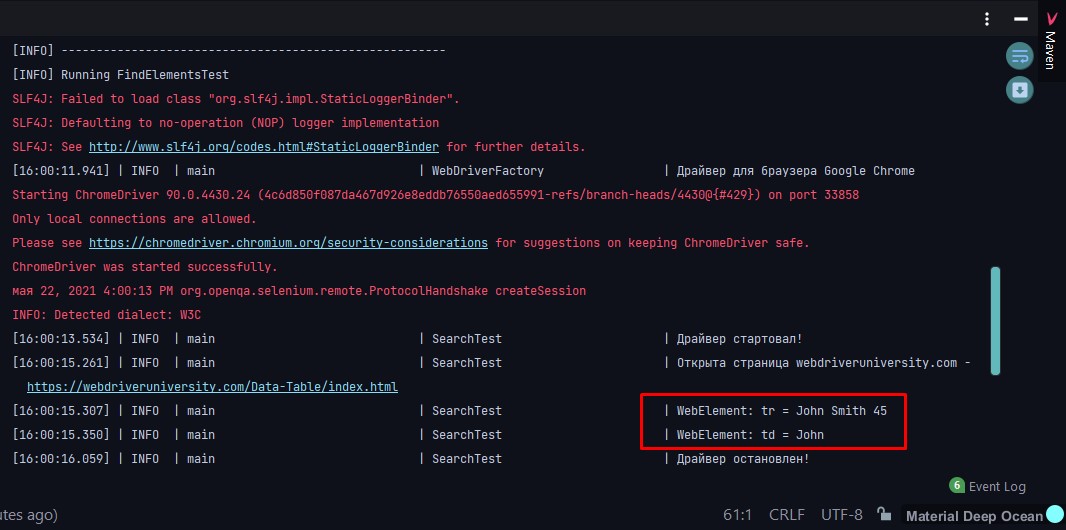 Maven
[INFO] -------------------------------------------------------
[INFO] Running FindElementsTest
SLF4J: Failed to load class "org.slf4j.impl.StaticLoggerBinder".
SLF4J: Defaulting to no-operation (NOP) logger implementation
SLF4J: See http://www.slf4j.org/codes.html#StaticLoggerBinder for further details.
[16:00:11.941] | INFO | main | WebDriverFactory | Драйвер для браузера Google Chrome
Starting ChromeDriver 90.0.4430.24 (4c6d850f087da467d926e8eddb76550aed655991-refs/branch-heads/4430@{#429}) on port 33858
Only local connections are allowed.
Please see https://chromedriver.chromium.org/security-considerations for suggestions on keeping ChromeDriver safe.
ChromeDriver was started successfully.
мая 22, 2021 4:00:13 PM org.openqa.selenium.remote.ProtocolHandshake createSession
INFO: Detected dialect: W3C
[16:00:13.534] | INFO | main | SearchTest | Драйвер стартовал!
[16:00:15.261] | INFO | main | SearchTest | Открыта страница webdriveruniversity.com -
https://webdriveruniversity.com/Data-Table/index.html
[16:00:15.307] | INFO | main | SearchTest | WebElement: tr = John Smith 45
[16:00:15.350] | INFO | main | SearchTest | WebElement: td = John
[16:00:16.059] | INFO | main | SearchTest | Драйвер остановлен!
6 Event Log
utes ago) 61:1 CRLF UTF-8 Material Deep Ocean